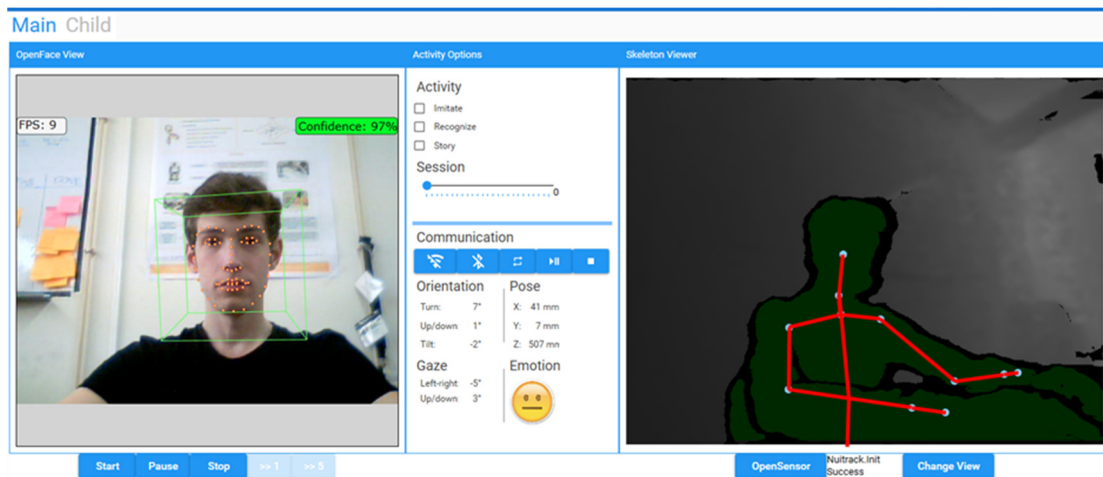 Main Child
OpenFace View
Activity Options
Skeleton Viewer
FPS: 9
Confidence: 97%
Activity
Imitate
Recognize
Story
Session
0
Communication
Orientation
Turn: 7°
Up/down: 1°
Tilt: -2°
Pose
X: 41 mm
Y: 7 mm
Z: 507 mn
Gaze
Left-right: -5°
Up/down: 3°
Emotion
Start
Pause
Stop
>> 1
>> 5
OpenSensor
Nuitrack.Init
Success
Change View